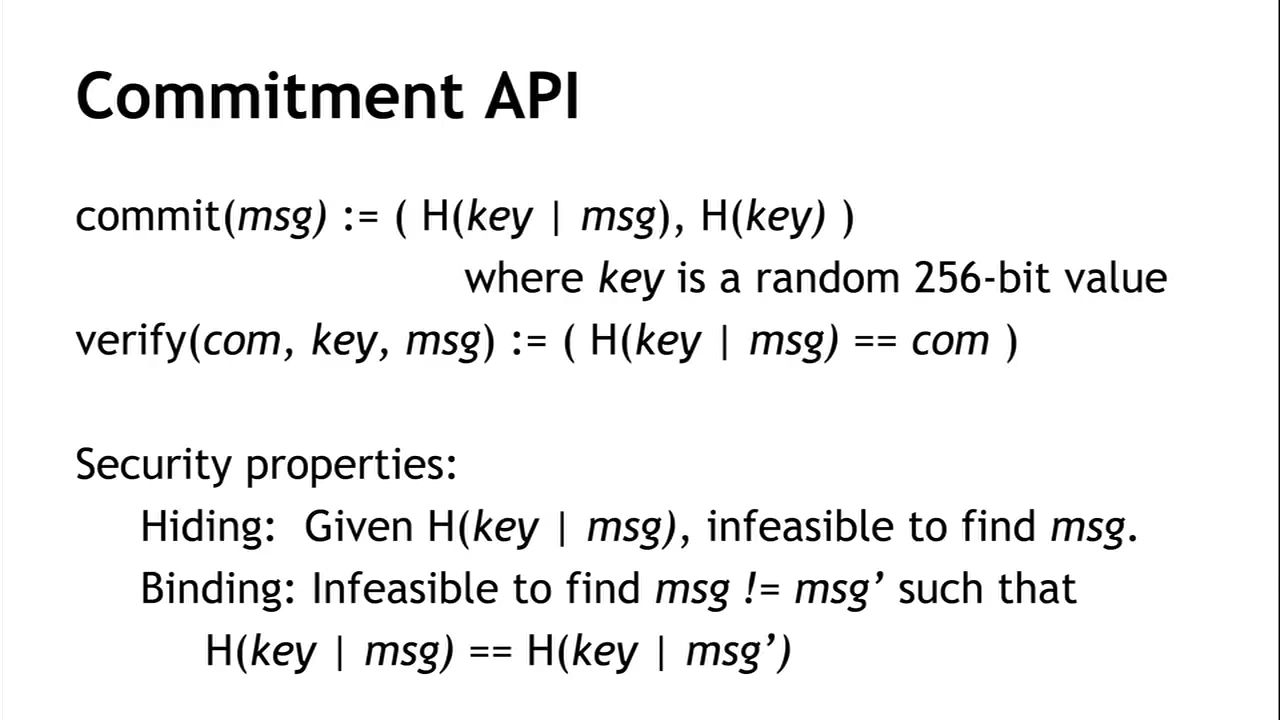 Commitment API
commit(msg) := ( H(key | msg), H(key) )
where key is a random 256-bit value
verify(com, key, msg) := ( H(key | msg) == com )
Security properties:
Hiding: Given H(key | msg), infeasible to find msg.
Binding: Infeasible to find msg != msg’ such that
H(key | msg) == H(key | msg’)